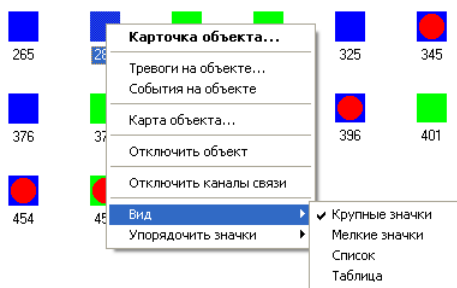 265
Карточка объекта...
325
345
Тревоги на объекте...
События на объекте
376
Карта объекта...
396
401
Отключить объект
Отключить каналы связи
454
Вид
Крупные значки
Упорядочить значки
Мелкие значки
Список
Таблица